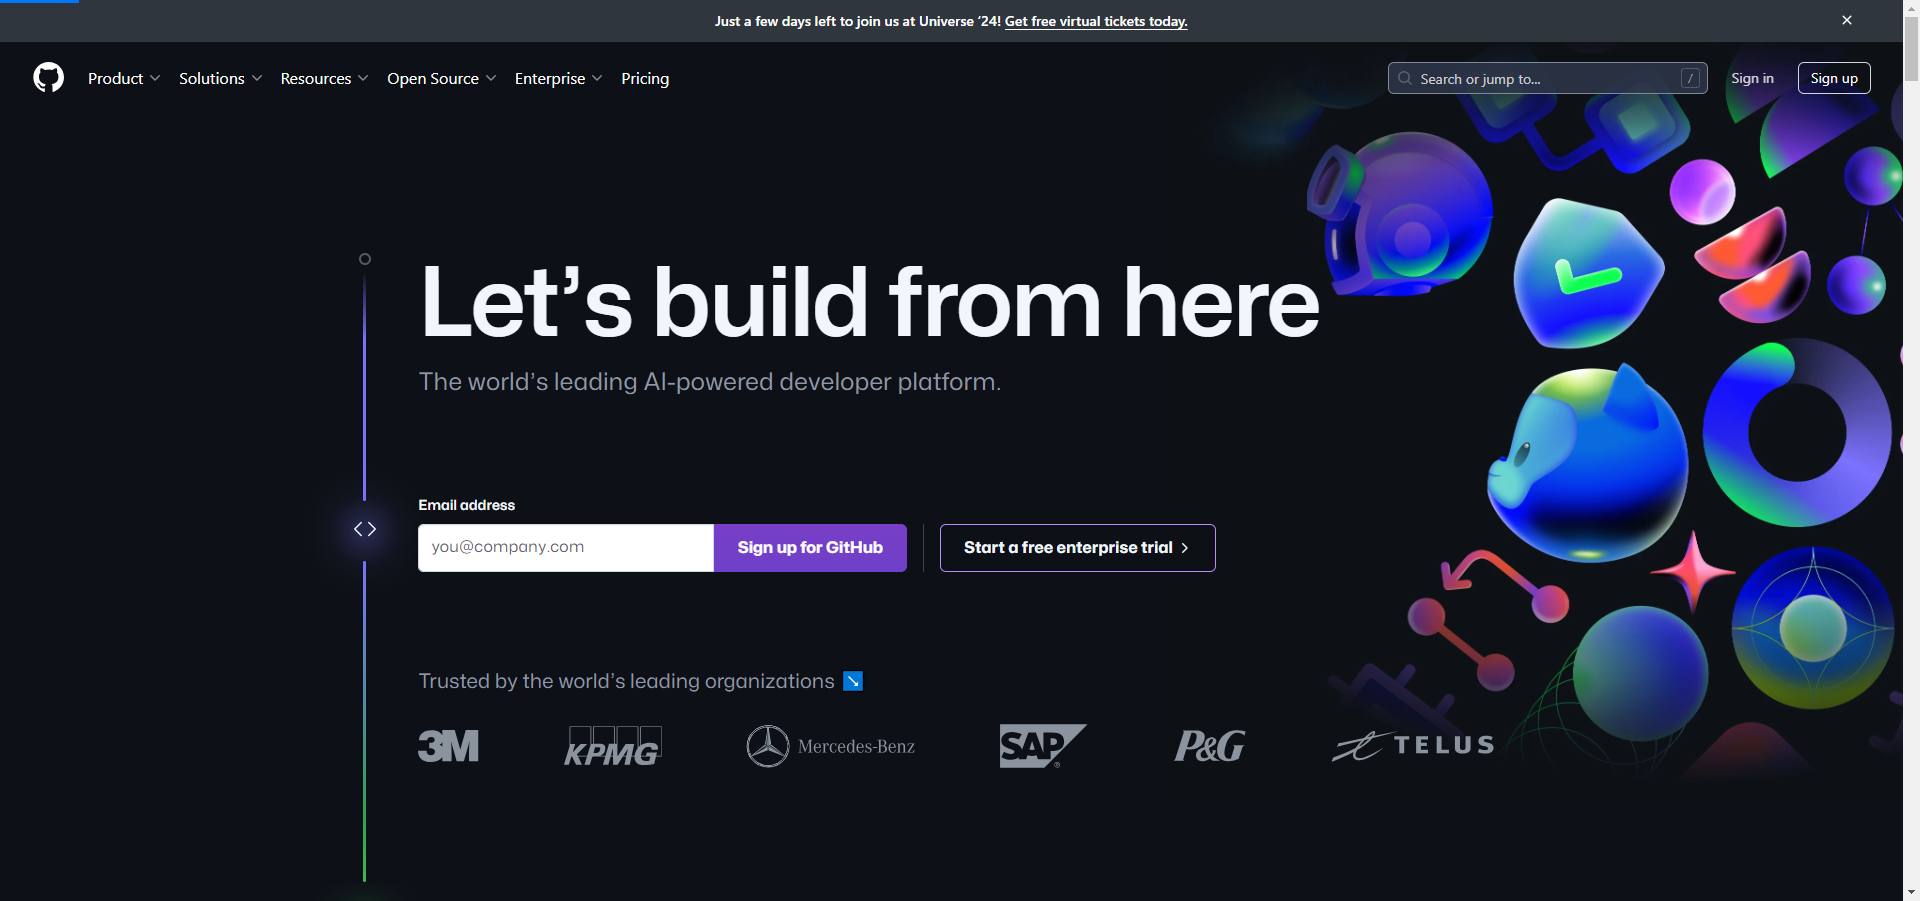 Just a few days left to join us at Universe ‘24! Get free virtual tickets today.
Product Solutions Resources Open Source Enterprise Pricing
Search or jump to... /
Sign in
Sign up
Let’s build from here
The world’s leading AI-powered developer platform.
Email address
you@company.com
Sign up for GitHub
Start a free enterprise trial
Trusted by the world’s leading organizations
3M
KPMG
Mercedes-Benz
SAP
P&G
TELUS